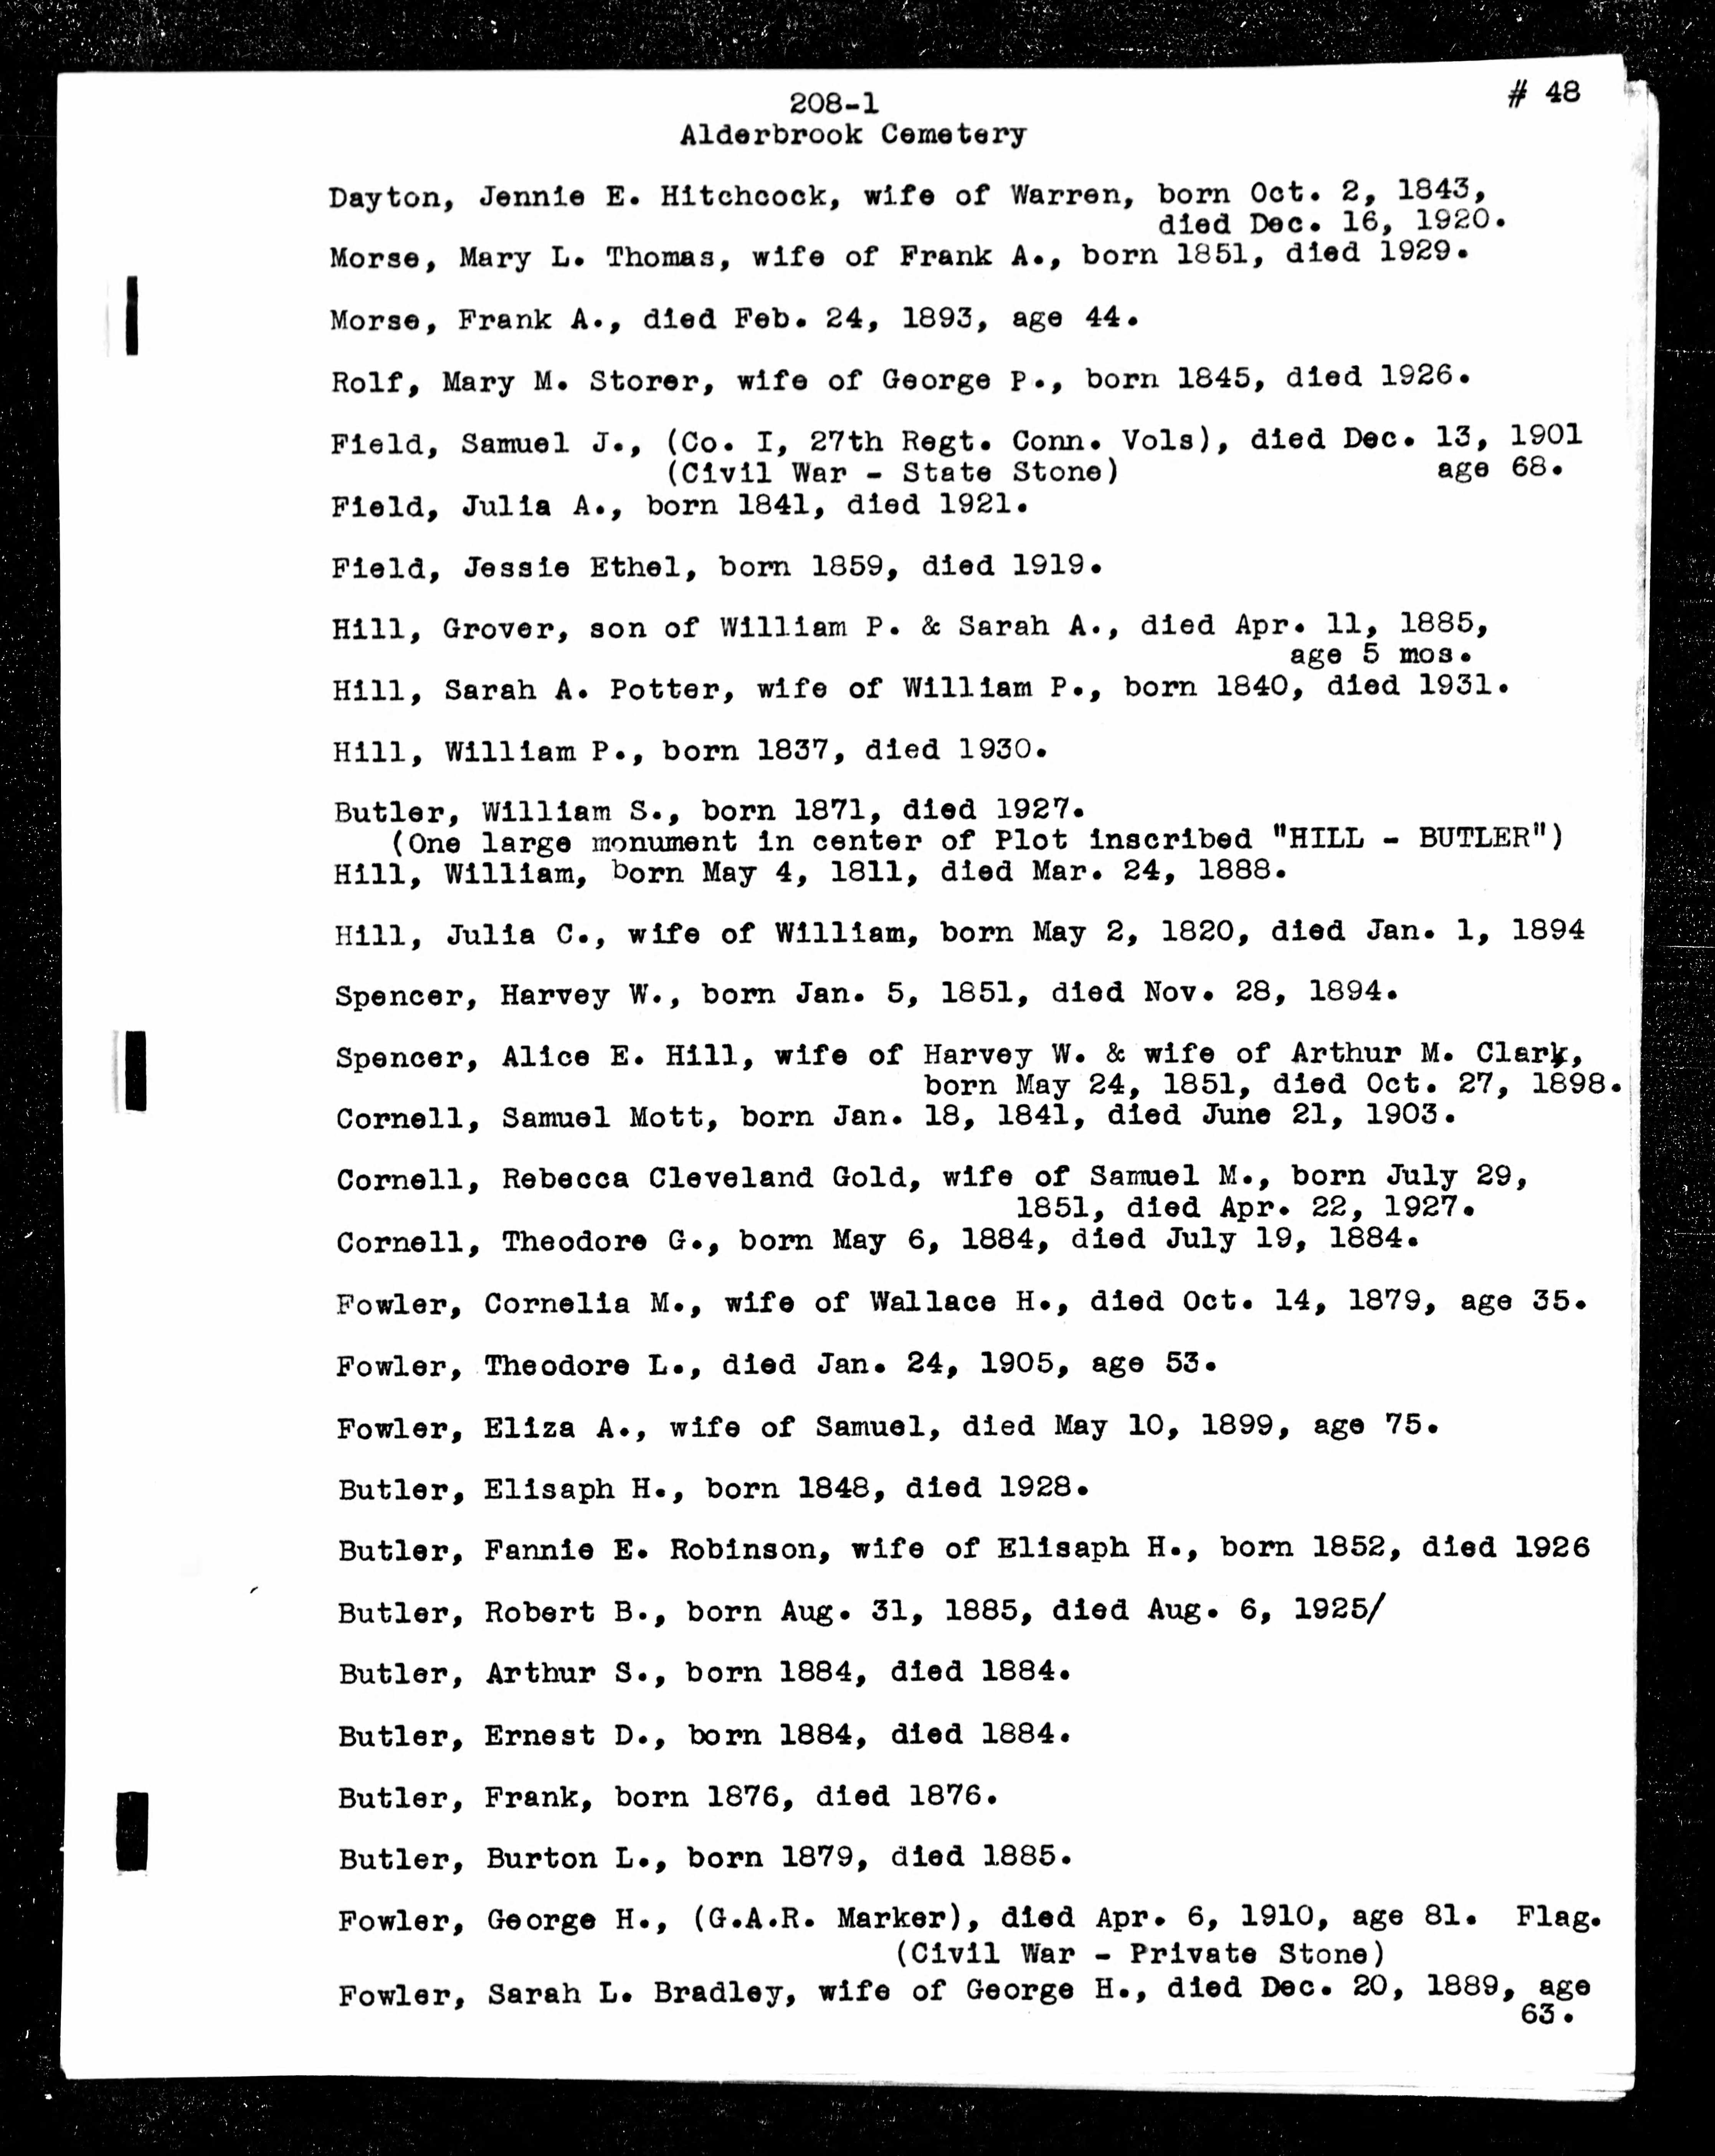 # 48
208-1
Alderbrook Cemetery
Dayton, Jennie E. Hitchcock, wife of Warren, born Oct. 2, 1843,
died Dec. 16, 1920.
Morse, Mary L. Thomas, wife of Frank A., born 1851, died 1929.
Morse, Frank A., died Feb. 24, 1893, age 44.
Rolf, Mary M. Storer, wife of George P., born 1845, died 1926.
Field, Samuel J., (Co. I, 27th Regt. Conn. Vols), died Dec. 13, 1901
(Civil War - State Stone) age 68.
Field, Julia A., born 1841, died 1921.
Field, Jessie Ethel, born 1859, died 1919.
Hill, Grover, son of William P. & Sarah A., died Apr. 11, 1885,
age 5 mos.
Hill, Sarah A. Potter, wife of William P., born 1840, died 1931.
Hill, William P., born 1837, died 1930.
Butler, William S., born 1871, died 1927.
(One large monument in center of Plot inscribed "HILL - BUTLER")
Hill, William, born May 4, 1811, died Mar. 24, 1888.
Hill, Julia C., wife of William, born May 2, 1820, died Jan. 1, 1894
Spencer, Harvey W., born Jan. 5, 1851, died Nov. 28, 1894.
Spencer, Alice E. Hill, wife of Harvey W. & wife of Arthur M. Clark,
born May 24, 1851, died Oct. 27, 1898.
Cornell, Samuel Mott, born Jan. 18, 1841, died June 21, 1903.
Cornell, Rebecca Cleveland Gold, wife of Samuel M., born July 29,
1851, died Apr. 22, 1927.
Cornell, Theodore G., born May 6, 1884, died July 19, 1884.
Fowler, Cornelia M., wife of Wallace H., died Oct. 14, 1879, age 35.
Fowler, Theodore L., died Jan. 24, 1905, age 53.
Fowler, Eliza A., wife of Samuel, died May 10, 1899, age 75.
Butler, Elisaph H., born 1848, died 1928.
Butler, Fannie E. Robinson, wife of Elisaph H., born 1852, died 1926
Butler, Robert B., born Aug. 31, 1885, died Aug. 6, 1925/
Butler, Arthur S., born 1884, died 1884.
Butler, Ernest D., born 1884, died 1884.
Butler, Frank, born 1876, died 1876.
Butler, Burton L., born 1879, died 1885.
Fowler, George H., (G.A.R. Marker), died Apr. 6, 1910, age 81. Flag.
(Civil War - Private Stone)
Fowler, Sarah L. Bradley, wife of George H., died Dec. 20, 1889, age
63.